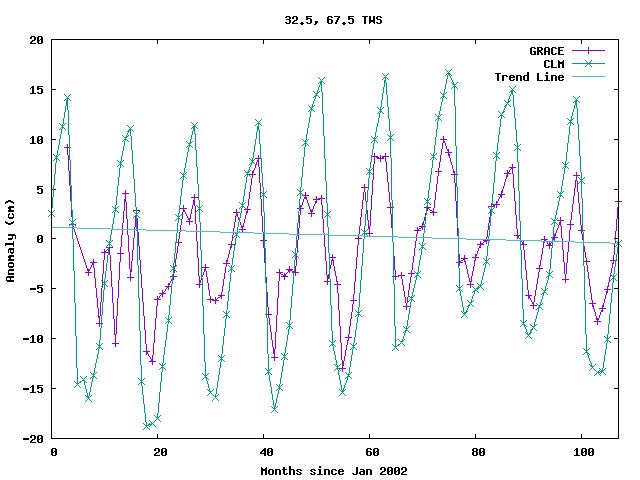 32.5, 67.5 TWS
GRACE
CLM
Trend Line
Anomaly (cm)
20
15
10
5
0
-5
-10
-15
-20
0 20 40 60 80 100
Months since Jan 2002